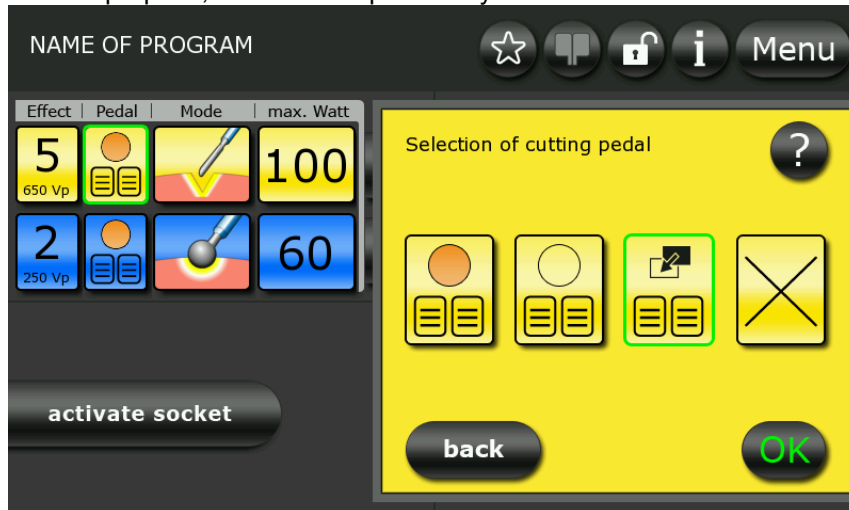 NAME OF PROGRAM
i
Menu
Effect | Pedal | Mode | max. Watt
5
650 Vp
100
2
250 Vp
60
activate socket
Selection of cutting pedal
?
back
OK